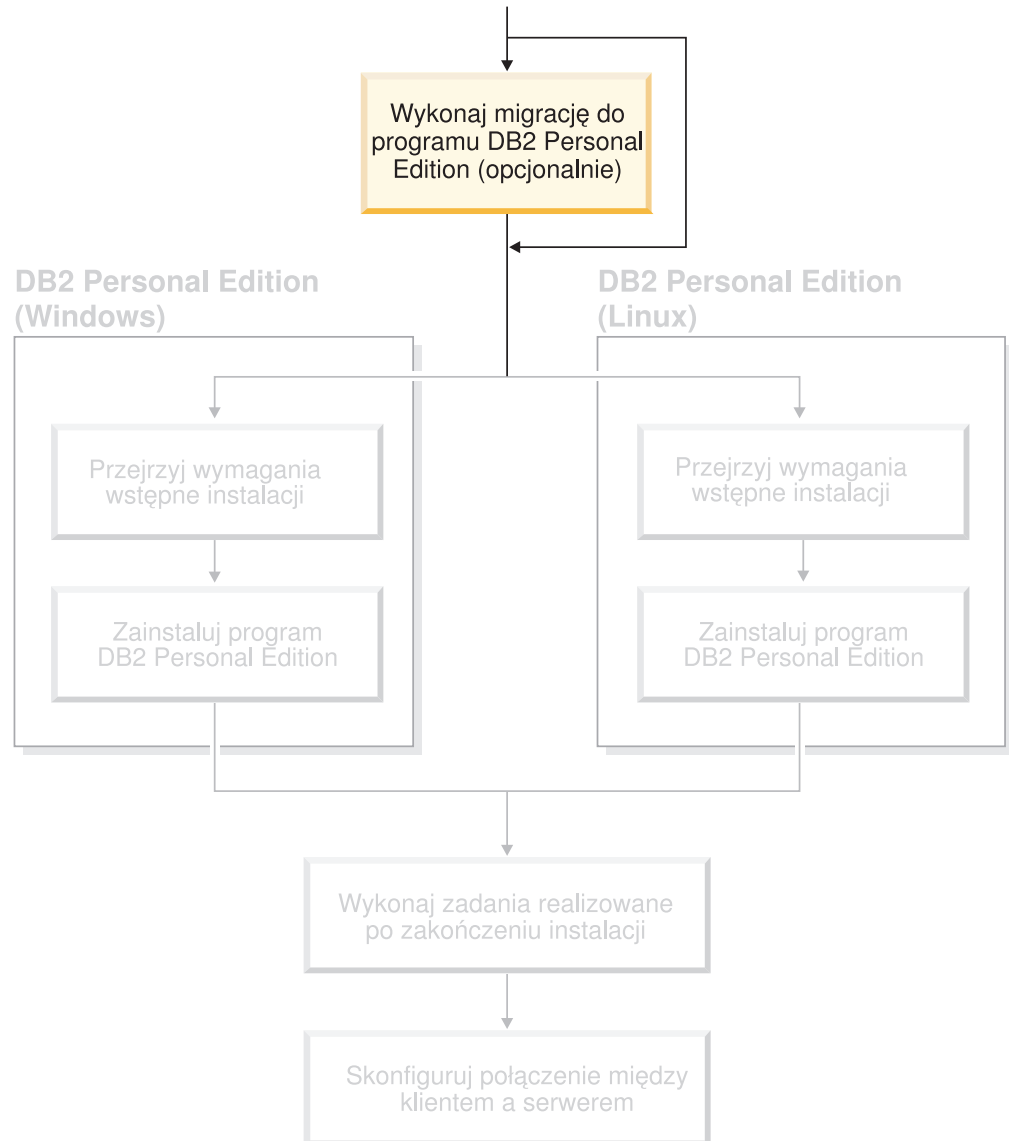 Wykonaj migrację do
programu DB2 Personal
Edition (opcjonalnie)
DB2 Personal Edition
(Windows)
DB2 Personal Edition
(Linux)
Przejrzyj wymagania
wstępne instalacji
Przejrzyj wymagania
wstępne instalacji
Zainstaluj program
DB2 Personal Edition
Zainstaluj program
DB2 Personal Edition
Wykonaj zadania realizowane
po zakończeniu instalacji
Skonfiguruj połączenie między
klientem a serwerem